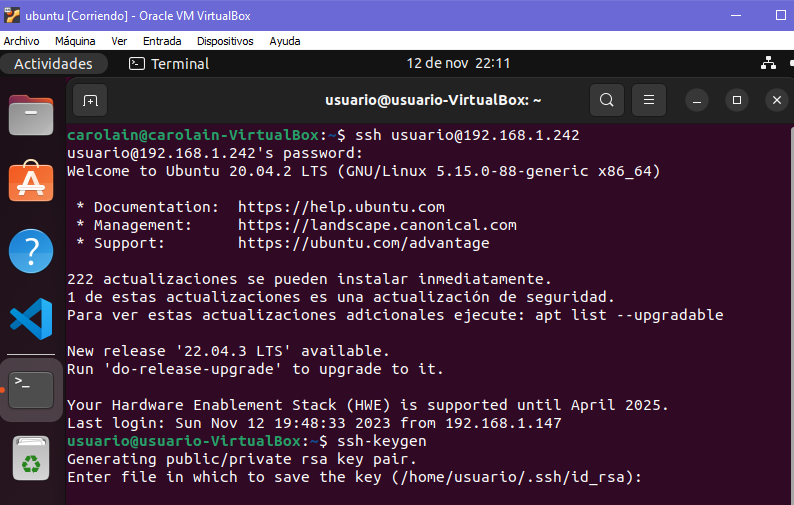 ubuntu [Corriendo] - Oracle VM VirtualBox
Archivo Máquina Ver Entrada Dispositivos Ayuda
Actividades Terminal 12 de nov 22:11
usuario@usuario-VirtualBox: ~
carolain@carolain-VirtualBox:~$ ssh usuario@192.168.1.242
usuario@192.168.1.242's password:
Welcome to Ubuntu 20.04.2 LTS (GNU/Linux 5.15.0-88-generic x86_64)
* Documentation: https://help.ubuntu.com
* Management: https://landscape.canonical.com
* Support: https://ubuntu.com/advantage
222 actualizaciones se pueden instalar inmediatamente.
1 de estas actualizaciones es una actualización de seguridad.
Para ver estas actualizaciones adicionales ejecute: apt list --upgradable
New release '22.04.3 LTS' available.
Run 'do-release-upgrade' to upgrade to it.
Your Hardware Enablement Stack (HWE) is supported until April 2025.
Last login: Sun Nov 12 19:48:33 2023 from 192.168.1.147
usuario@usuario-VirtualBox:~$ ssh-keygen
Generating public/private rsa key pair.
Enter file in which to save the key (/home/usuario/.ssh/id_rsa):